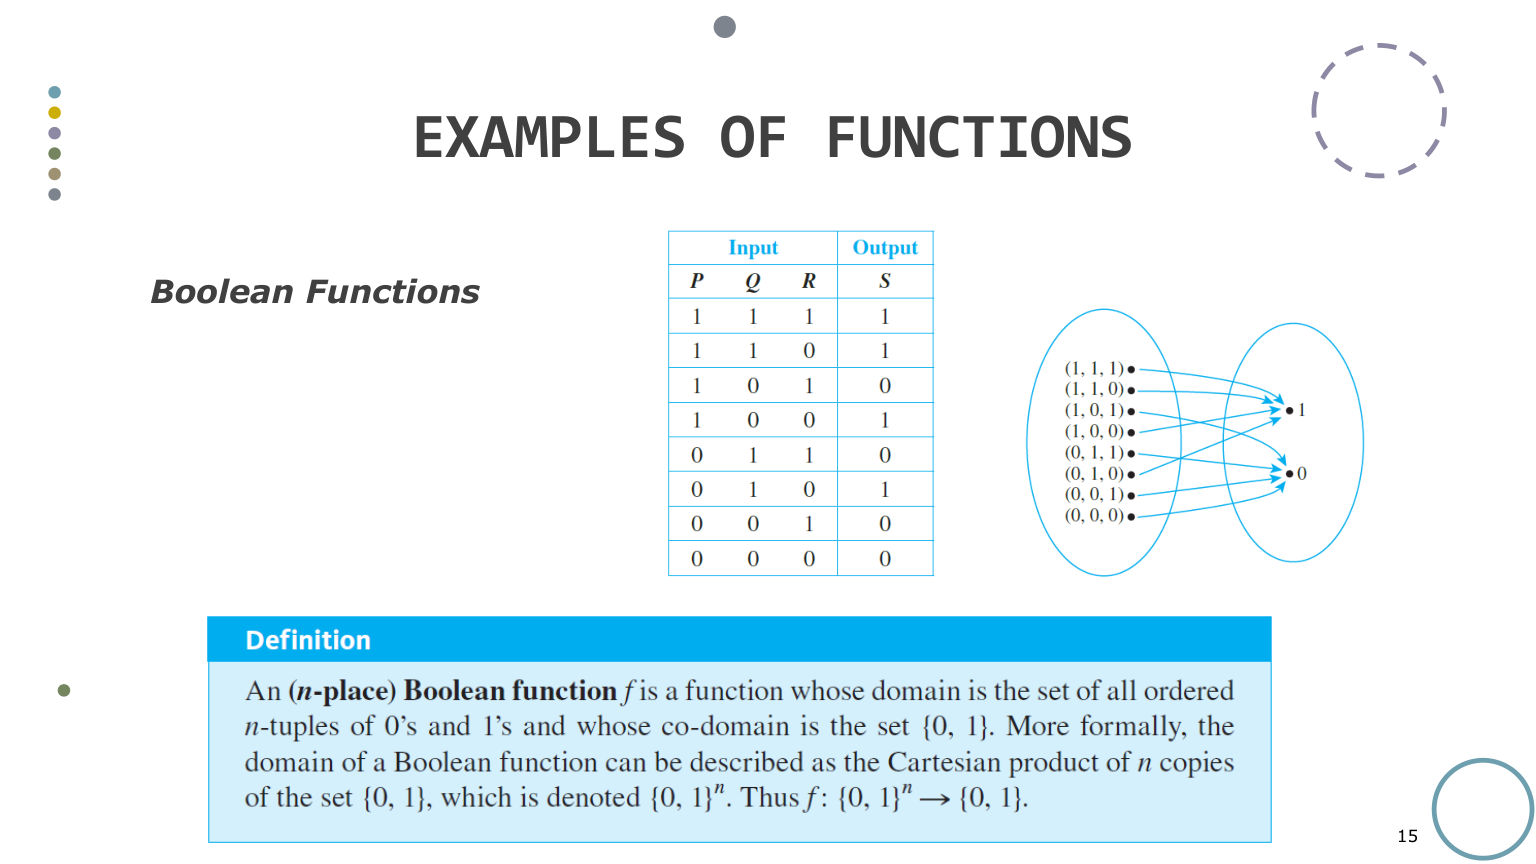 EXAMPLES OF FUNCTIONS
Boolean Functions
Input Output
P Q R S
1 1 1 1
1 1 0 1
1 0 1 0
1 0 0 1
0 1 1 0
0 1 0 1
0 0 1 0
0 0 0 0
(1, 1, 1)
(1, 1, 0)
(1, 0, 1)
(1, 0, 0)
(0, 1, 1)
(0, 1, 0)
(0, 0, 1)
(0, 0, 0)
1
0
Definition
An (n-place) Boolean function f is a function whose domain is the set of all ordered
n-tuples of 0’s and 1’s and whose co-domain is the set {0, 1}. More formally, the
domain of a Boolean function can be described as the Cartesian product of n copies
of the set {0, 1}, which is denoted {0, 1}ⁿ. Thus f : {0, 1}ⁿ → {0, 1}.
15